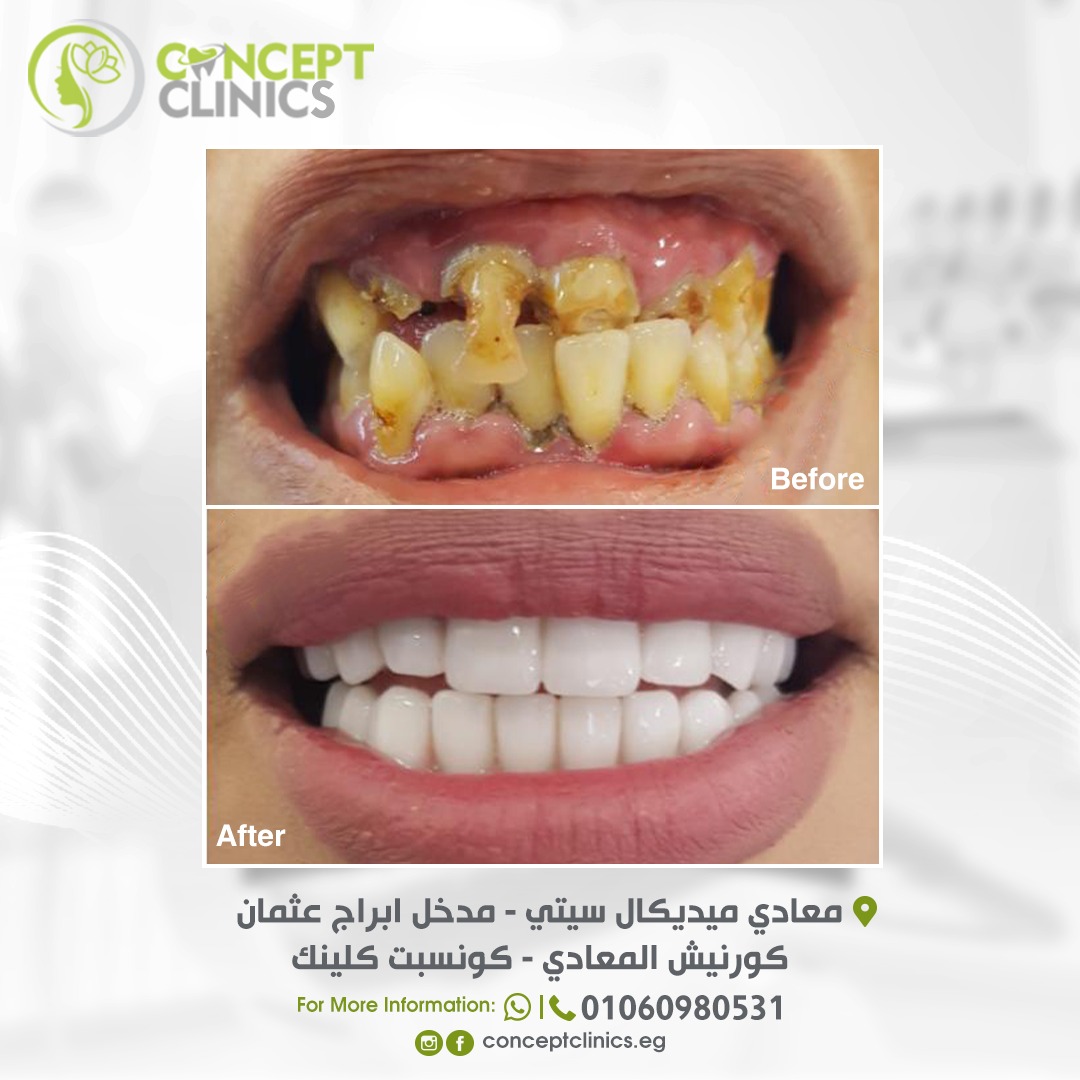 CONCEPT
CLINICS
Before
After
معادي ميديكال سيتي - مدخل ابراج عثمان
كورنيش المعادي - كونسبت كلينك
For More Information: | 01060980531
conceptclinics.eg